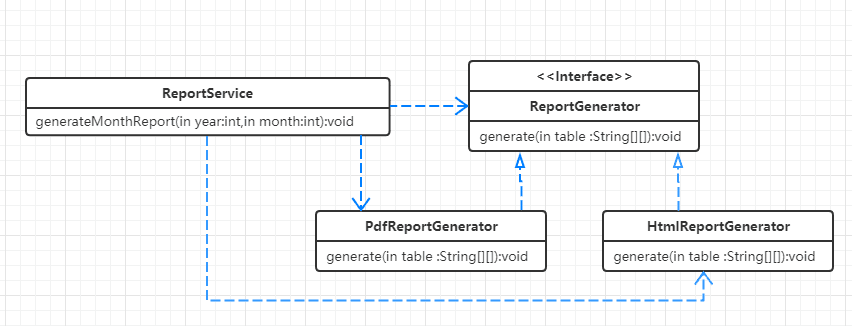 ReportService
generateMonthReport(in year:int,in month:int):void
<<Interface>>
ReportGenerator
generate(in table :String[][]):void
PdfReportGenerator
generate(in table :String[][]):void
HtmlReportGenerator
generate(in table :String[][]):void